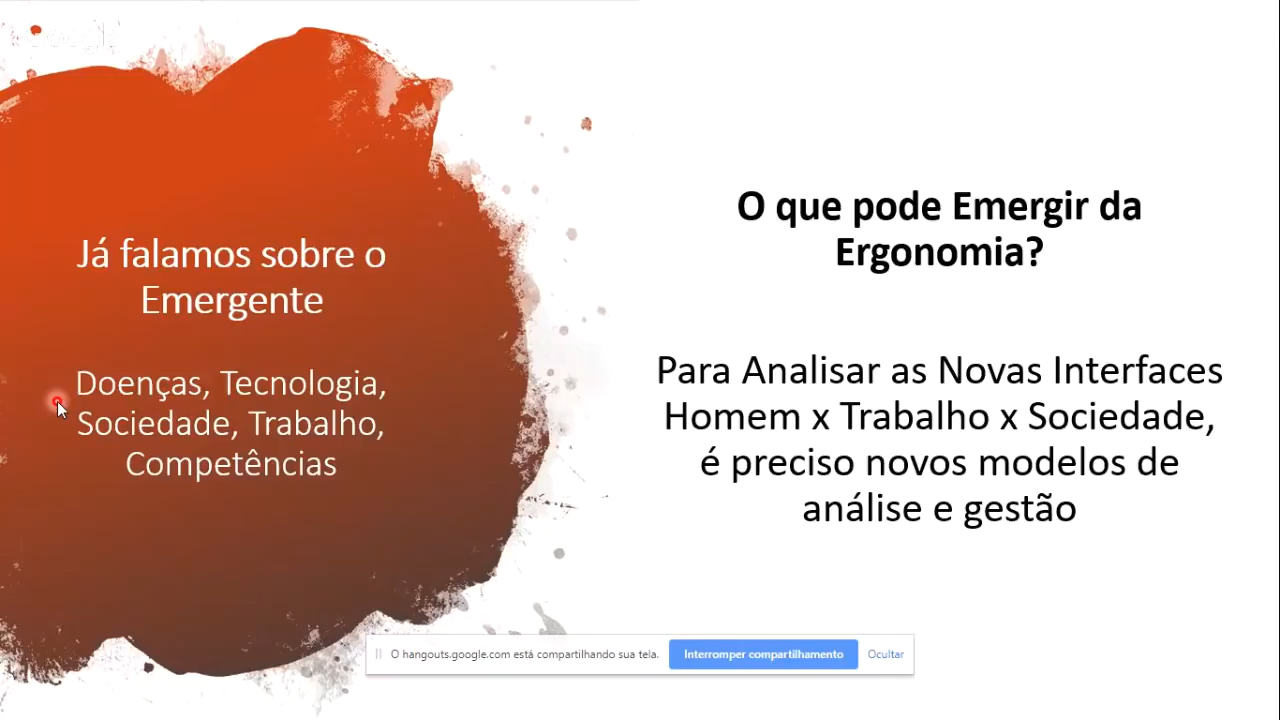 Já falamos sobre o
Emergente
Doenças, Tecnologia,
Sociedade, Trabalho,
Competências
O que pode Emergir da
Ergonomia?
Para Analisar as Novas Interfaces
Homem x Trabalho x Sociedade,
é preciso novos modelos de
análise e gestão
O hangouts.google.com está compartilhando sua tela.
Interromper compartilhamento
Ocultar